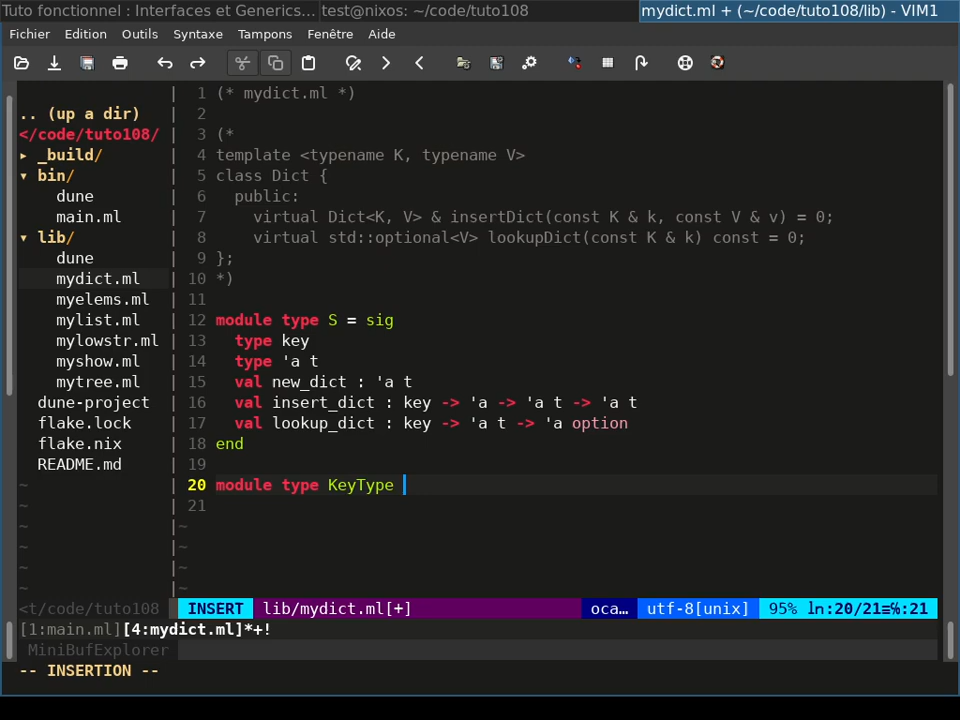 Tuto fonctionnel : Interfaces et Generics... test@nixos: ~/code/tuto108 mydict.ml + (~/code/tuto108/lib) - VIM1
Fichier Edition Outils Syntaxe Tampons Fenêtre Aide
.. (up a dir)
</code/tuto108/
▸ _build/
▾ bin/
dune
main.ml
▾ lib/
dune
mydict.ml
myelems.ml
mylist.ml
mylowstr.ml
myshow.ml
mytree.ml
dune-project
flake.lock
flake.nix
README.md
~
~
~
~
~
~
<t/code/tuto108
1 (* mydict.ml *)
2
3 (*
4 template <typename K, typename V>
5 class Dict {
6   public:
7     virtual Dict<K, V> & insertDict(const K & k, const V & v) = 0;
8     virtual std::optional<V> lookupDict(const K & k) const = 0;
9 };
10 *)
11
12 module type S = sig
13   type key
14   type 'a t
15   val new_dict : 'a t
16   val insert_dict : key -> 'a -> 'a t -> 'a t
17   val lookup_dict : key -> 'a t -> 'a option
18 end
19
20 module type KeyType
21
~
~
~
~
INSERT lib/mydict.ml[+] oca… utf-8[unix] 95% ln:20/21≡℅:21
[1:main.ml][4:mydict.ml]*+!
MiniBufExplorer
-- INSERTION --